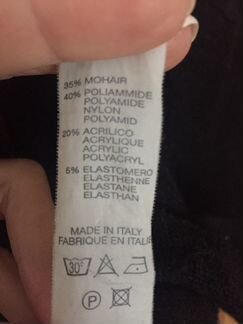 35% MOHAIR
40% POLIAMMIDE
POLYAMIDE
NYLON
POLYAMID
20% ACRILICO
ACRYLIQUE
ACRYLIC
POLYACRYL
5% ELASTOMERO
ELASTHENNE
ELASTANE
ELASTHAN
MADE IN ITALY
FABRIQUE EN ITALIE
30°
P